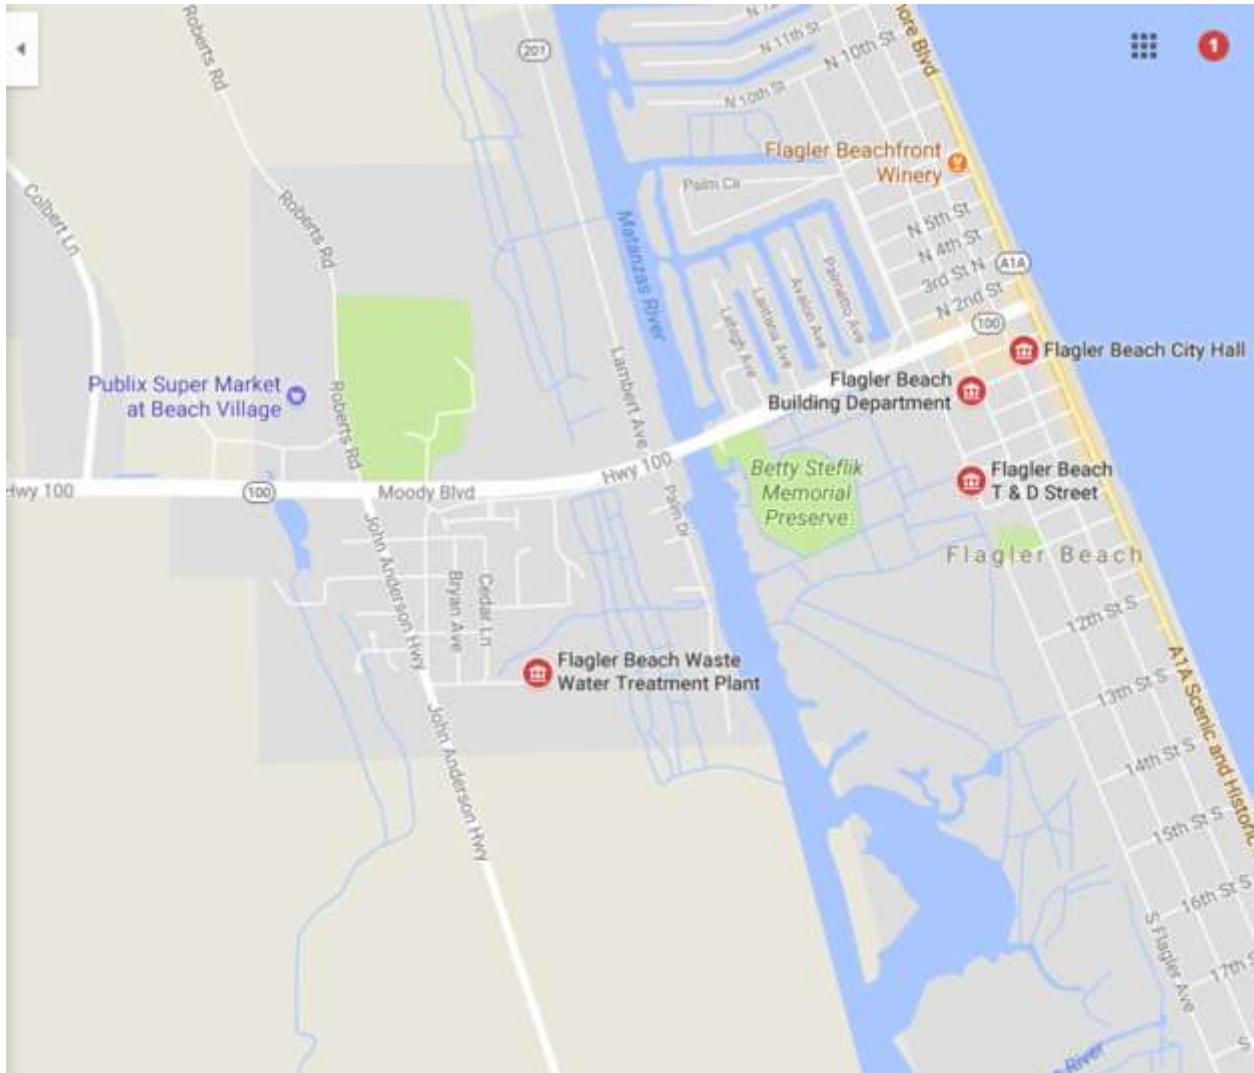 Roberts Rd
201
N 11th St
N 10th St
N 10th St
ore Blvd
1
Flagler Beachfront
Winery
Palm Cir
Colbert Ln
Roberts Rd
Matanzas River
N 5th St
N 4th St
3rd St N
A1A
N 2nd St
100
Palmetto Ave
Avalon Ave
Lantana Ave
Lehigh Ave
Lambert Ave
Flagler Beach City Hall
Flagler Beach
Building Department
Publix Super Market
at Beach Village
Roberts Rd
Hwy 100
Hwy 100
100
Moody Blvd
Betty Steflik
Memorial
Preserve
Flagler Beach
T & D Street
Palm Dr
Flagler Beach
John Anderson Hwy
Bryan Ave
Cedar Ln
12th St S
Flagler Beach Waste
Water Treatment Plant
13th St S
A1A Scenic and Historic
John Anderson Hwy
14th St S
15th St S
16th St S
S Flagler Ave
17th St S
S
River